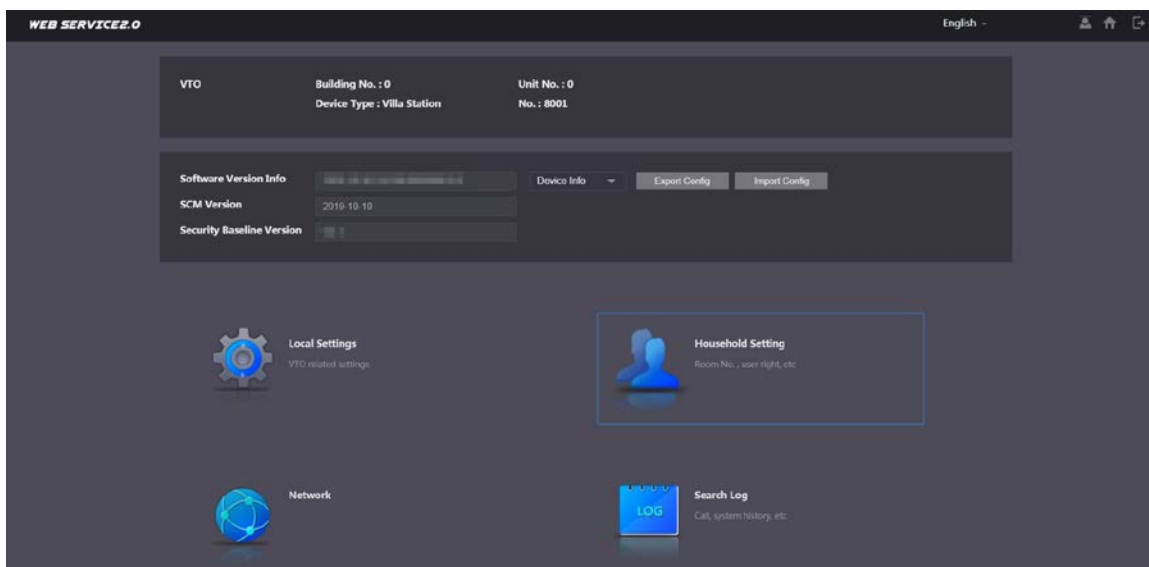 WEB SERVICE2.0 English
VTO Building No. : 0 Unit No. : 0
Device Type : Villa Station No. : 8001
Software Version Info Device Info Export Config Import Config
SCM Version 2019-10-10
Security Baseline Version
Local Settings
VTO related settings
Household Setting
Room No. , user right, etc
Network
Search Log
LOG
Call, system history, etc